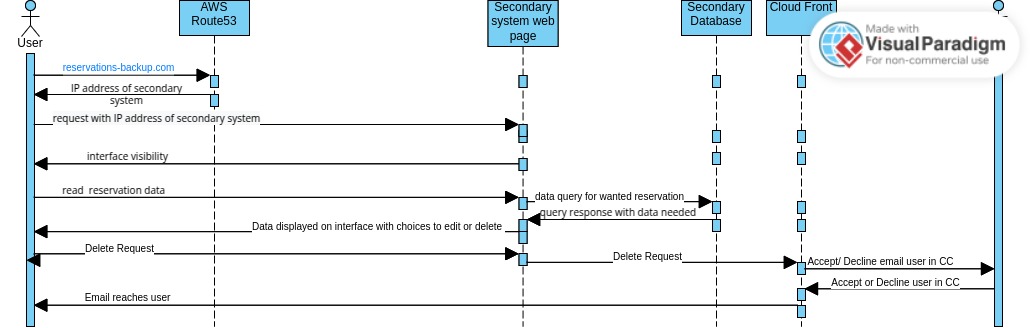 AWS
Route53
Secondary
system web
page
Secondary
Database
Cloud Front
Made with
VisualParadigm
For non-commercial use
User
reservations-backup.com
IP address of secondary
system
request with IP address of secondary system
interface visibility
read reservation data
data query for wanted reservation
query response with data needed
Data displayed on interface with choices to edit or delete
Delete Request
Delete Request
Accept/ Decline email user in CC
Accept or Decline user in CC
Email reaches user